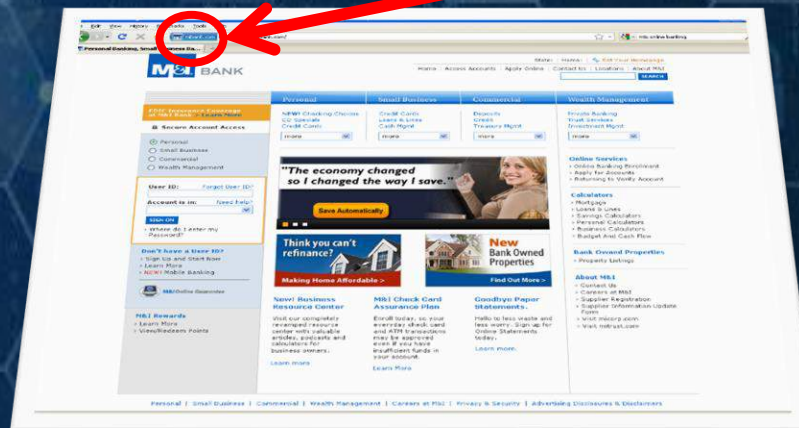 Edit View History Tools
Personal Banking, Small Business Ba...
M&I BANK
Home | Access Accounts | Apply Online | Contact Us | Locations | About M&I
SEARCH
Personal
Small Business
Commercial
Wealth Management
at M&I Bank. > Learn More
Secure Account Access
Personal
Small Business
Commercial
Wealth Management
User ID: Forgot User ID?
Account is in: Need help?
SIGN ON
> Where do I enter my
Password?
Don't have a User ID?
> Sign Up and Start Now
> Learn More
> NEW! Mobile Banking
M&I Online Guarantee
M&I Rewards
> Learn More
> View/Redeem Points
NEW! Checking Choices
CD Specials
Credit Cards
more
Credit Cards
Loans & Lines
Cash Mgmt
more
Deposits
Credit
Treasury Mgmt
more
Private Banking
Trust Services
Investment Mgmt
more
"The economy changed
so I changed the way I save."
Save Automatically
Think you can't
refinance?
Making Home Affordable >
New
Bank Owned
Properties
Find Out More >
New! Business
Resource Center
Visit our completely
revamped resource
center with valuable
articles, podcasts and
calculators for
business owners.
Learn more
M&I Check Card
Assurance Plan
Enroll today, so your
everyday check card
and ATM transactions
may be approved
even if you have
insufficient funds in
your account.
Learn More
Goodbye Paper
Statements.
Hello to less waste and
less worry. Sign up for
Online Statements
today.
Learn more.
Online Services
> Online Banking Enrollment
> Apply for Accounts
> Returning to Verify Account
Calculators
> Mortgage
> Loans & Lines
> Savings Calculators
> Personal Calculators
> Business Calculators
> Budget And Cash Flow
Bank Owned Properties
> Property Listings
About M&I
> Contact Us
> Careers at M&I
> Supplier Registration
> Supplier Information Update
Form
> Visit micorp.com
> Visit mitrust.com
Personal | Small Business | Commercial | Wealth Management | Careers at M&I | Privacy & Security | Advertising Disclosures & Disclaimers